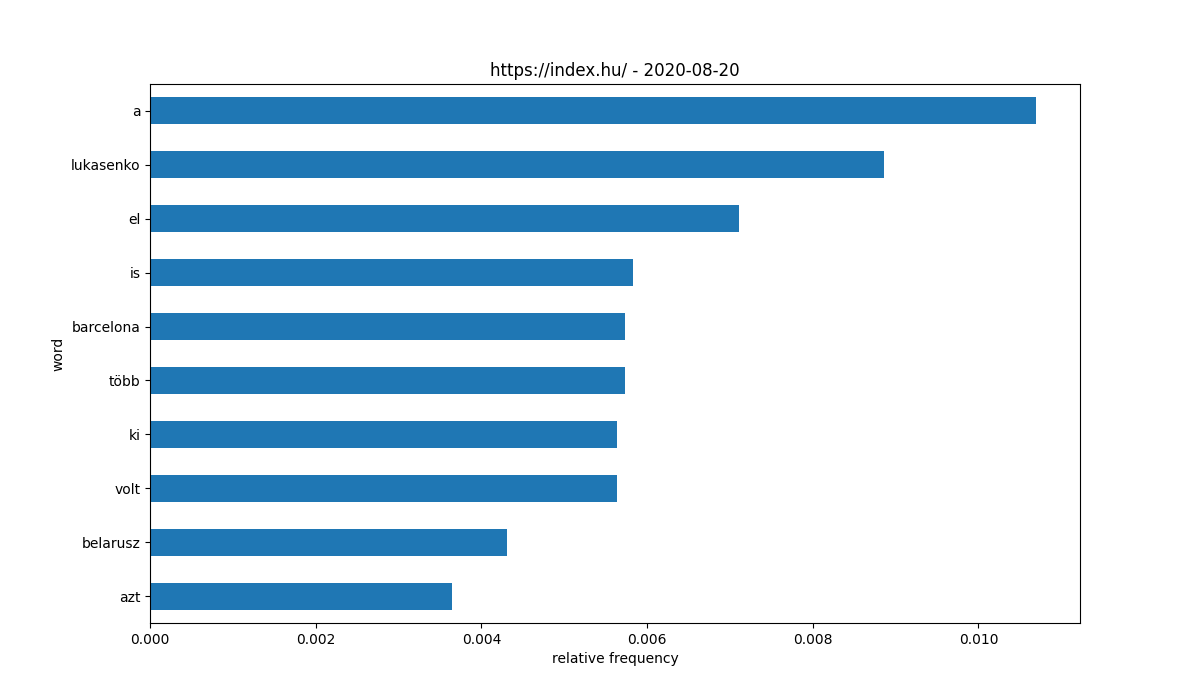 https://index.hu/ - 2020-08-20
a
lukasenko
el
is
barcelona
több
ki
volt
belarusz
azt
word
0.000 0.002 0.004 0.006 0.008 0.010
relative frequency